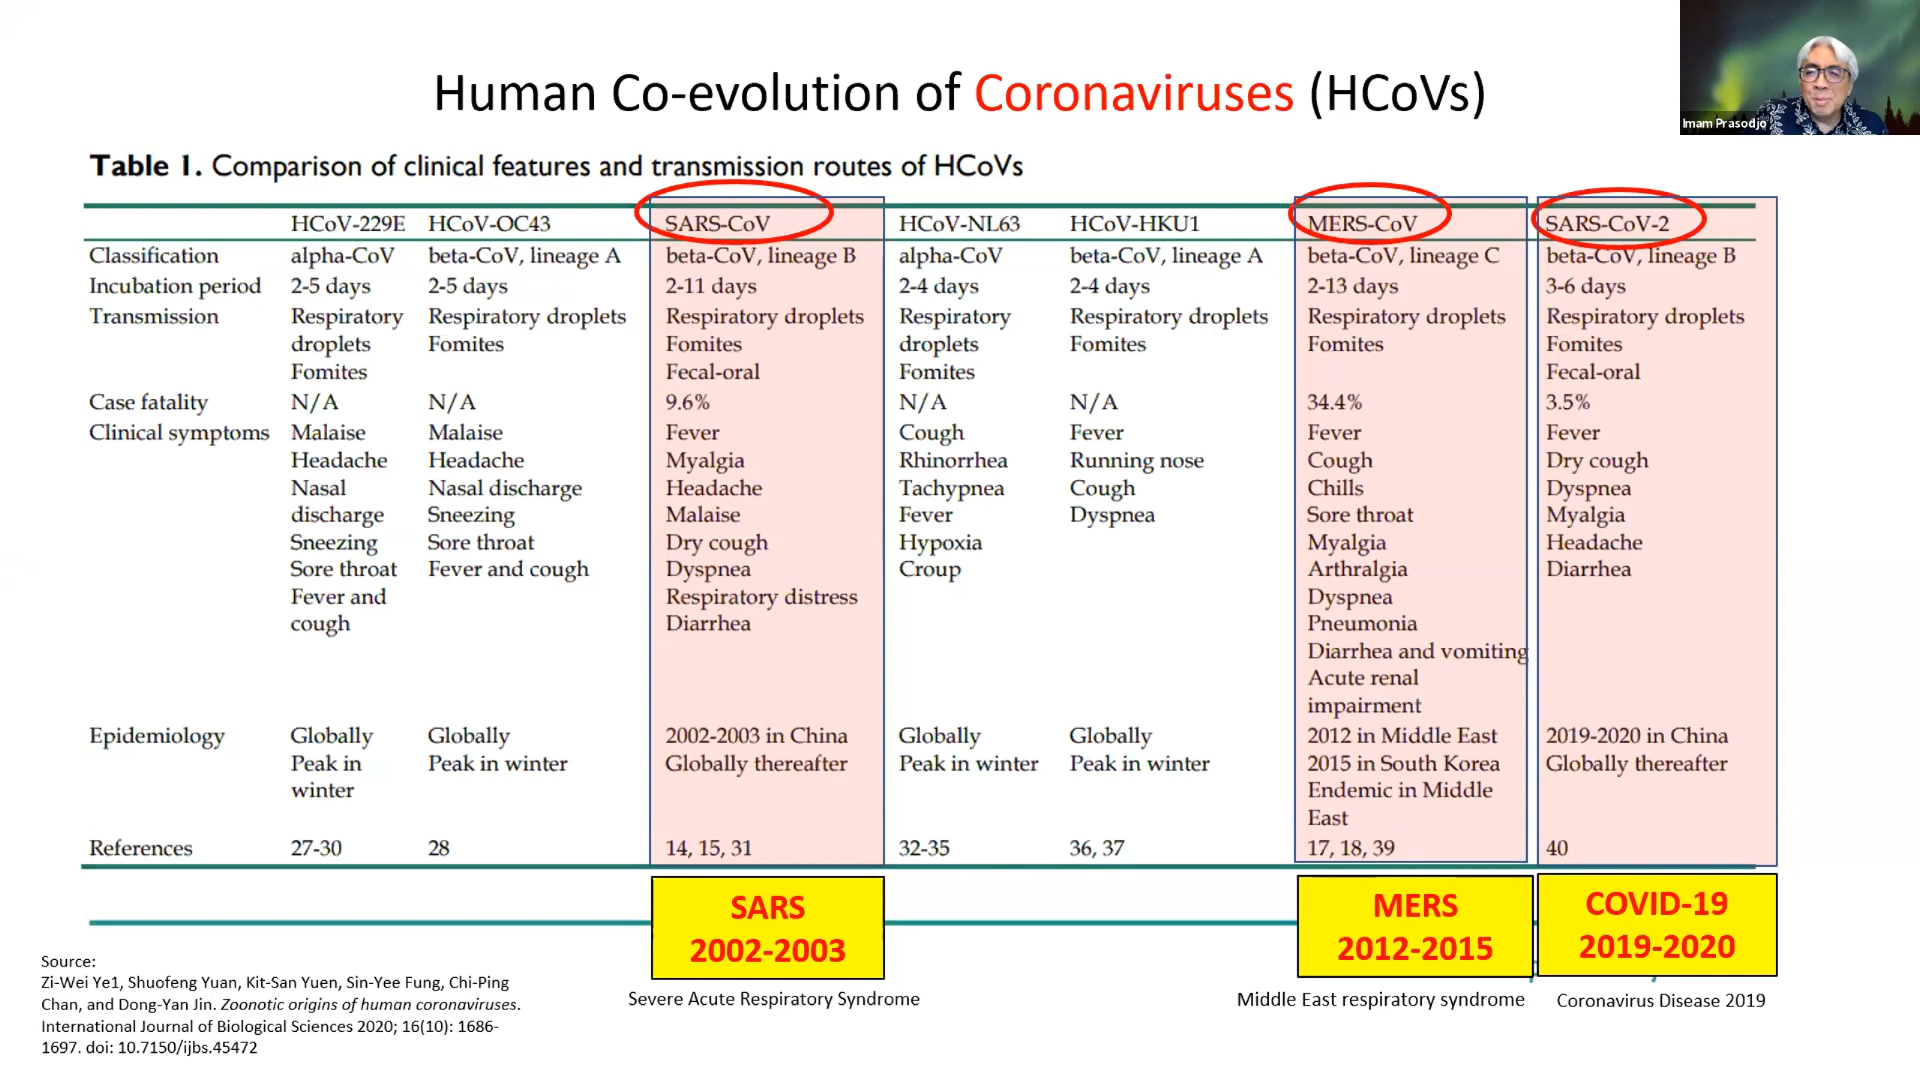 Human Co-evolution of Coronaviruses (HCoVs)
Imam Prasodjo
Table 1. Comparison of clinical features and transmission routes of HCoVs
HCoV-229E HCoV-OC43 SARS-CoV HCoV-NL63 HCoV-HKU1 MERS-CoV SARS-CoV-2
Classification alpha-CoV beta-CoV, lineage A beta-CoV, lineage B alpha-CoV beta-CoV, lineage A beta-CoV, lineage C beta-CoV, lineage B
Incubation period 2-5 days 2-5 days 2-11 days 2-4 days 2-4 days 2-13 days 3-6 days
Transmission Respiratory Respiratory droplets Respiratory droplets Respiratory Respiratory droplets Respiratory droplets Respiratory droplets
droplets Fomites Fomites droplets Fomites Fomites Fomites
Fomites Fecal-oral Fomites Fecal-oral
Case fatality N/A N/A 9.6% N/A N/A 34.4% 3.5%
Clinical symptoms Malaise Malaise Fever Cough Fever Fever Fever
Headache Headache Myalgia Rhinorrhea Running nose Cough Dry cough
Nasal Nasal discharge Headache Tachypnea Cough Chills Dyspnea
discharge Sneezing Malaise Fever Dyspnea Sore throat Myalgia
Sneezing Sore throat Dry cough Hypoxia Myalgia Headache
Sore throat Fever and cough Dyspnea Croup Arthralgia Diarrhea
Fever and Respiratory distress Dyspnea
cough Diarrhea Pneumonia
Diarrhea and vomiting
Acute renal
impairment
Epidemiology Globally Globally 2002-2003 in China Globally Globally 2012 in Middle East 2019-2020 in China
Peak in Peak in winter Globally thereafter Peak in winter Peak in winter 2015 in South Korea Globally thereafter
winter Endemic in Middle
East
References 27-30 28 14, 15, 31 32-35 36, 37 17, 18, 39 40
SARS
2002-2003
MERS
2012-2015
COVID-19
2019-2020
Severe Acute Respiratory Syndrome
Middle East respiratory syndrome
Coronavirus Disease 2019
Source:
Zi-Wei Ye1, Shuofeng Yuan, Kit-San Yuen, Sin-Yee Fung, Chi-Ping
Chan, and Dong-Yan Jin. Zoonotic origins of human coronaviruses.
International Journal of Biological Sciences 2020; 16(10): 1686-
1697. doi: 10.7150/ijbs.45472